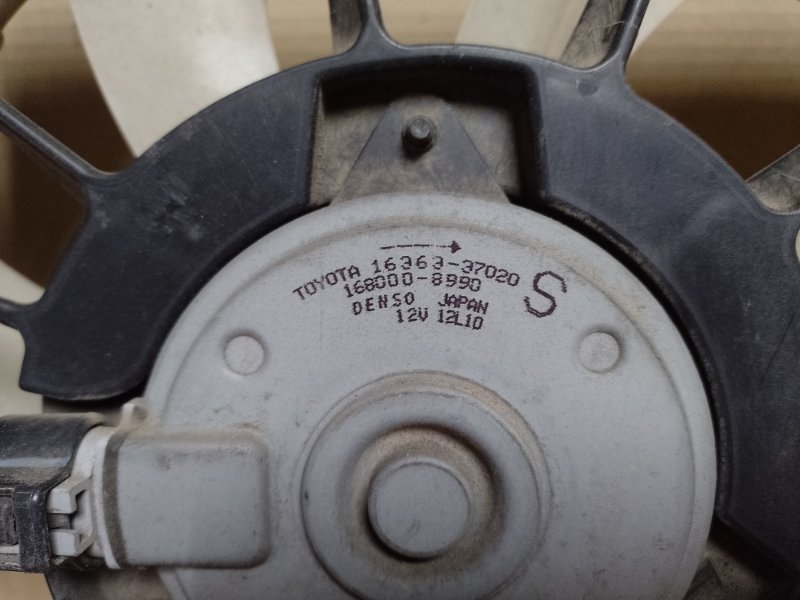 TOYOTA 16363-37020
168000-8990
DENSO JAPAN
12V 12L10
S